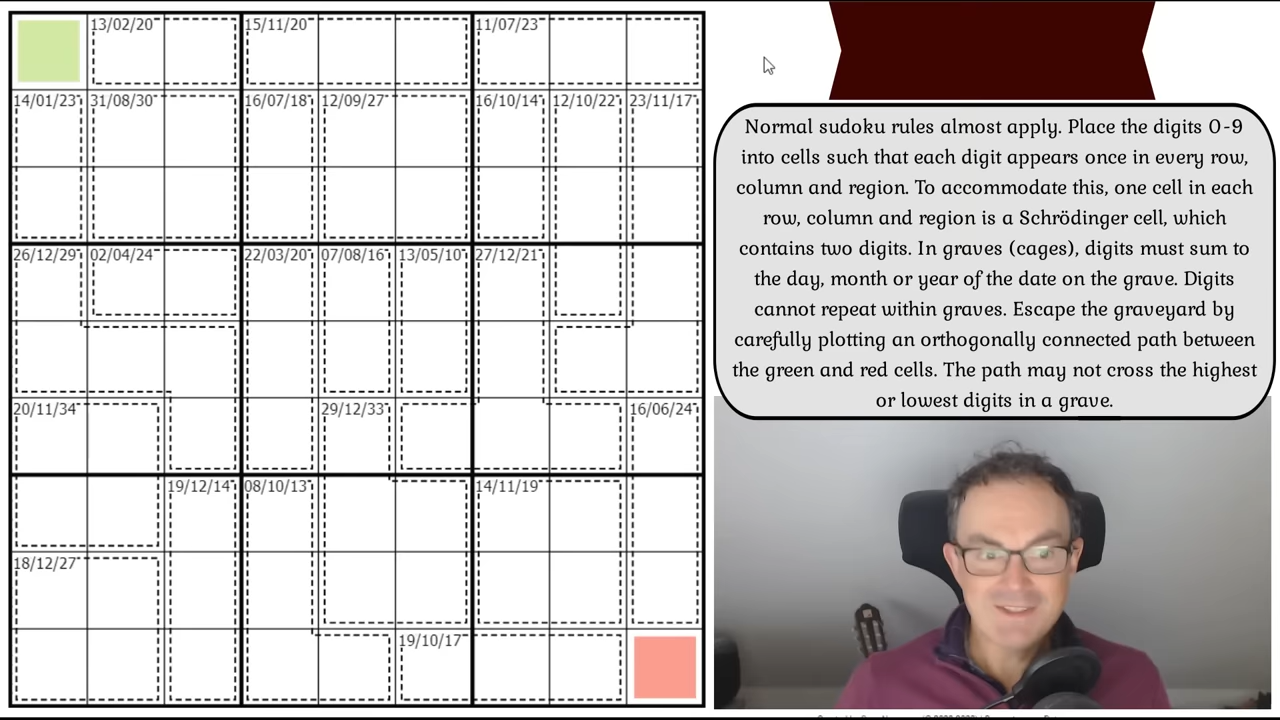 13/02/20 15/11/20 11/07/23
14/01/23 31/08/30 16/07/18 12/09/27 16/10/14 12/10/22 23/11/17
26/12/29 02/04/24 22/03/20 07/08/16 13/05/10 27/12/21
20/11/34 29/12/33 16/06/24
19/12/14 08/10/13 14/11/19
18/12/27
19/10/17
Normal sudoku rules almost apply. Place the digits 0-9
into cells such that each digit appears once in every row,
column and region. To accommodate this, one cell in each
row, column and region is a Schrödinger cell, which
contains two digits. In graves (cages), digits must sum to
the day, month or year of the date on the grave. Digits
cannot repeat within graves. Escape the graveyard by
carefully plotting an orthogonally connected path between
the green and red cells. The path may not cross the highest
or lowest digits in a grave.